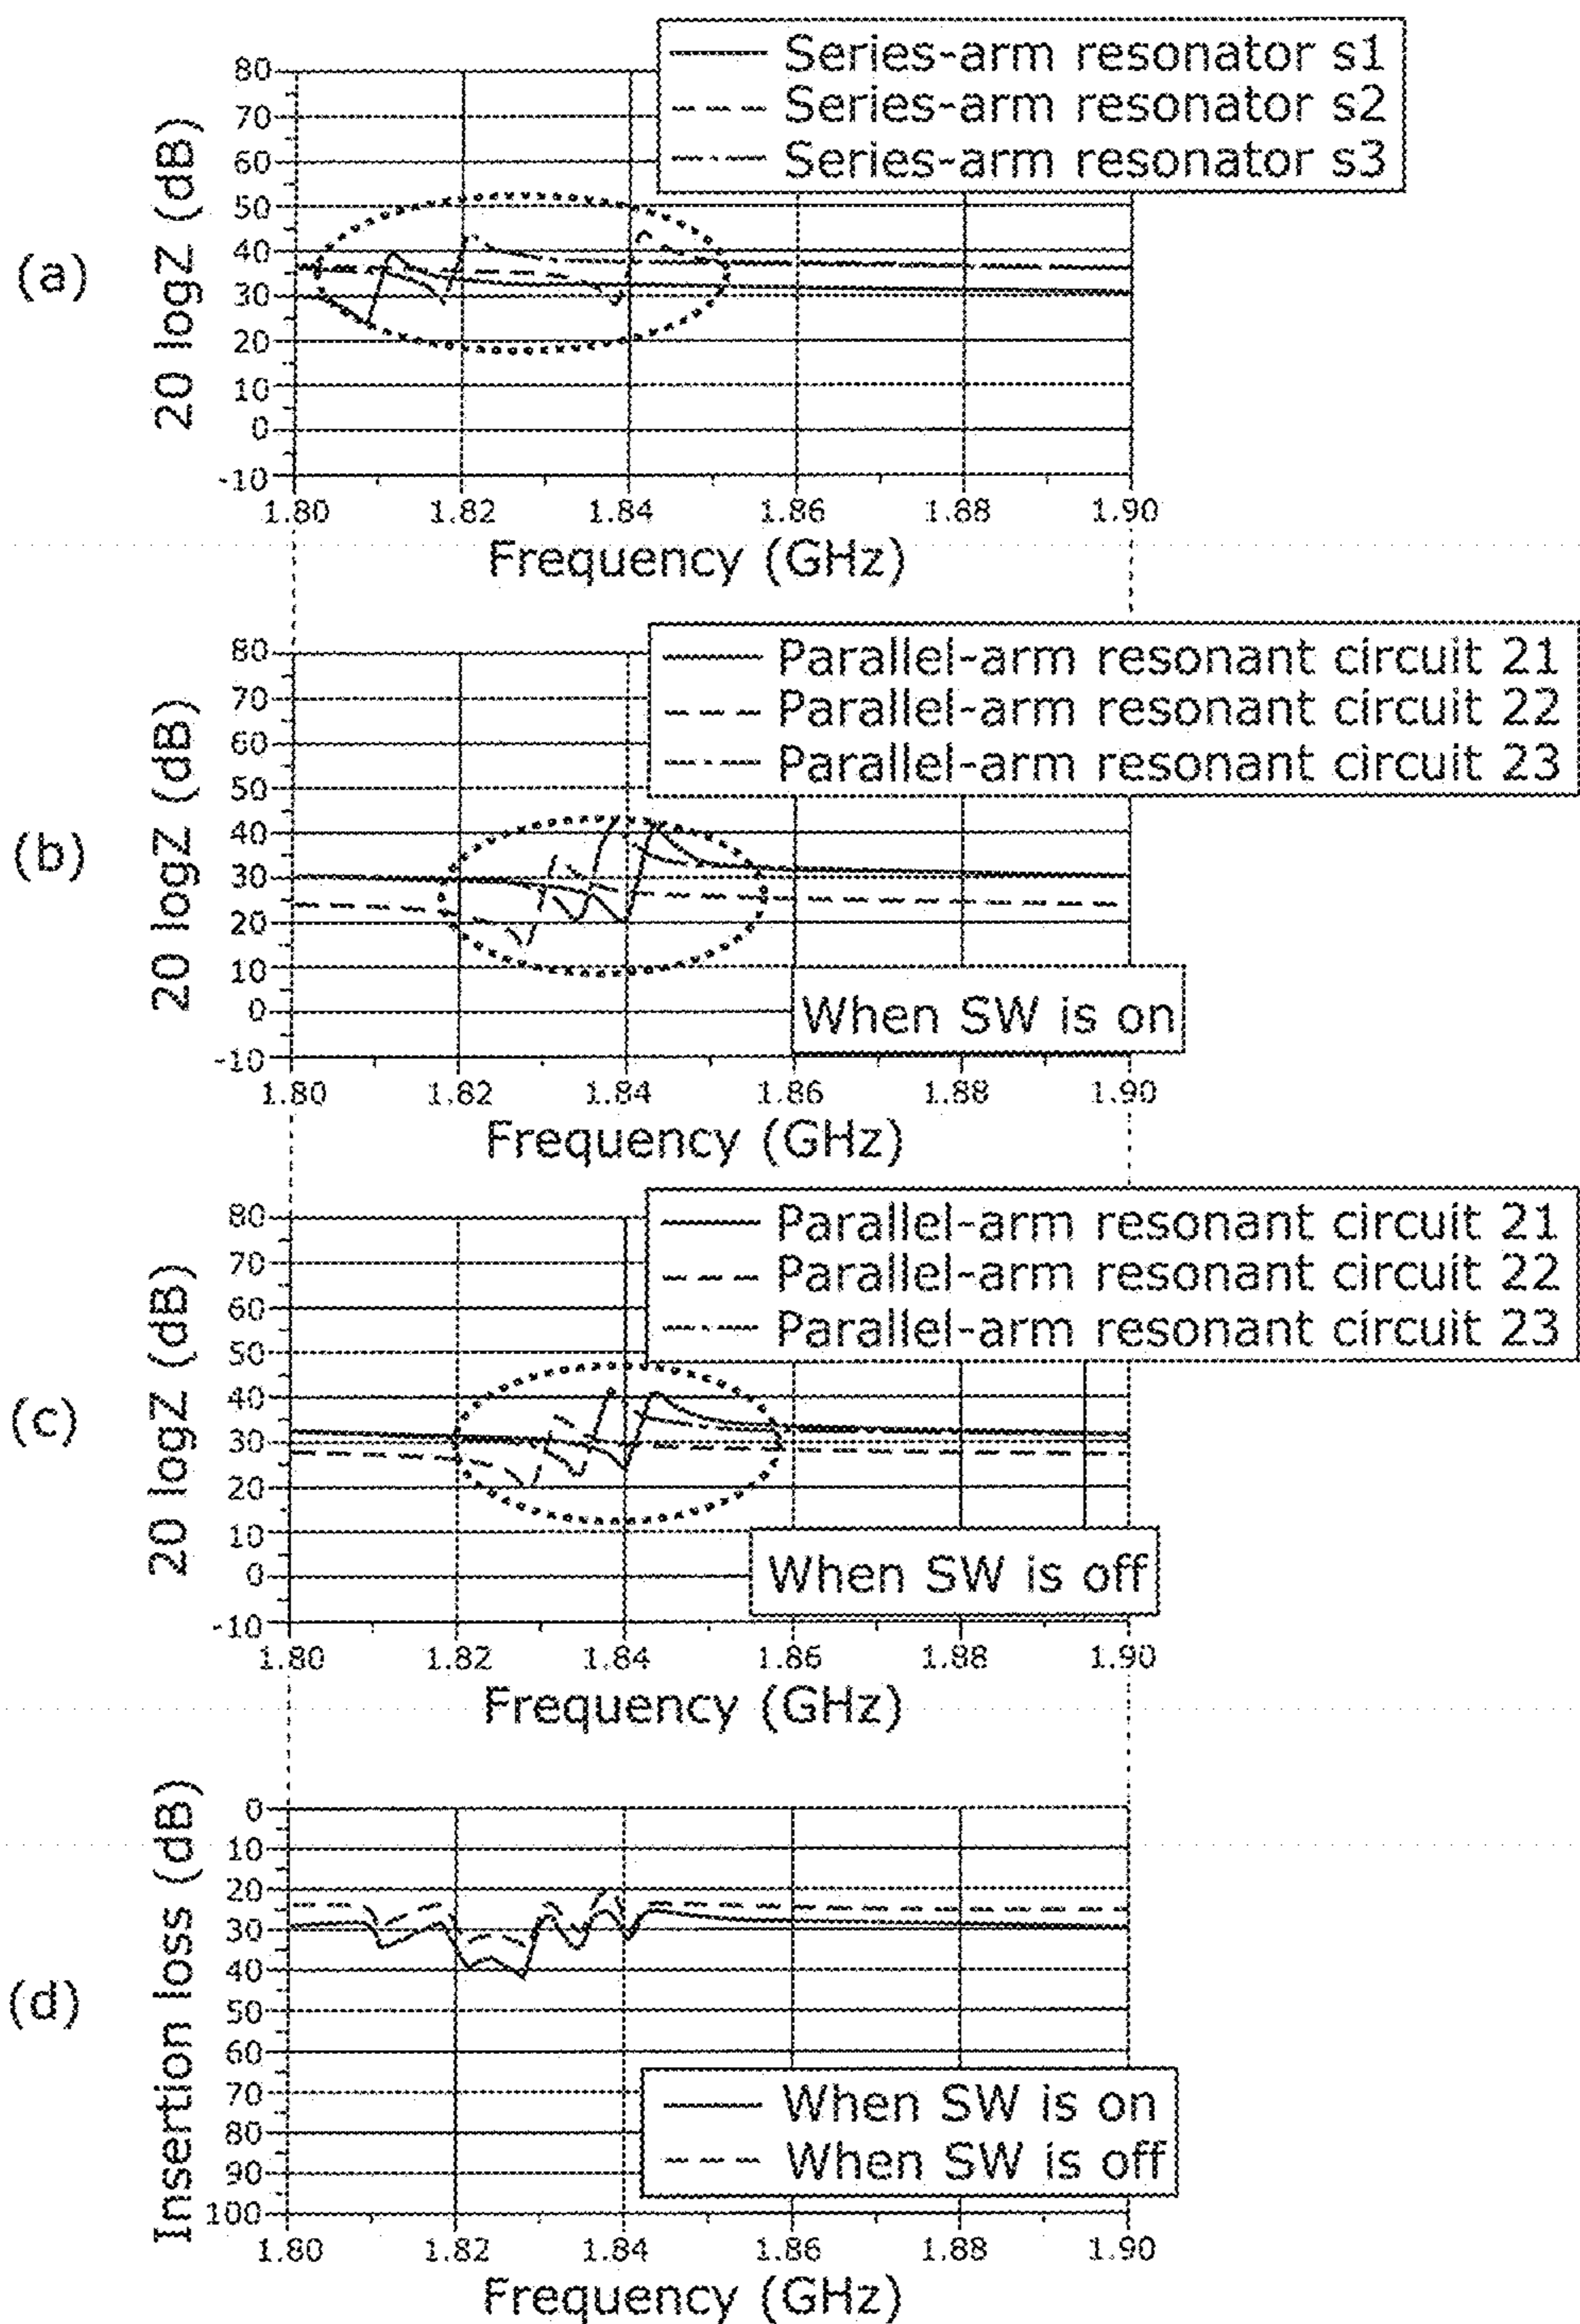 (a)
20 logZ (dB)
80
70
60
50
40
30
20
10
0
-10
Series-arm resonator s1
Series-arm resonator s2
Series-arm resonator s3
1.80 1.82 1.84 1.86 1.88 1.90
Frequency (GHz)
(b)
20 logZ (dB)
80
70
60
50
40
30
20
10
0
-10
Parallel-arm resonant circuit 21
Parallel-arm resonant circuit 22
Parallel-arm resonant circuit 23
When SW is on
1.80 1.82 1.84 1.86 1.88 1.90
Frequency (GHz)
(c)
20 logZ (dB)
80
70
60
50
40
30
20
10
0
-10
Parallel-arm resonant circuit 21
Parallel-arm resonant circuit 22
Parallel-arm resonant circuit 23
When SW is off
1.80 1.82 1.84 1.86 1.88 1.90
Frequency (GHz)
(d)
Insertion loss (dB)
0
10
20
30
40
50
60
70
80
90
100
When SW is on
When SW is off
1.80 1.82 1.84 1.86 1.88 1.90
Frequency (GHz)